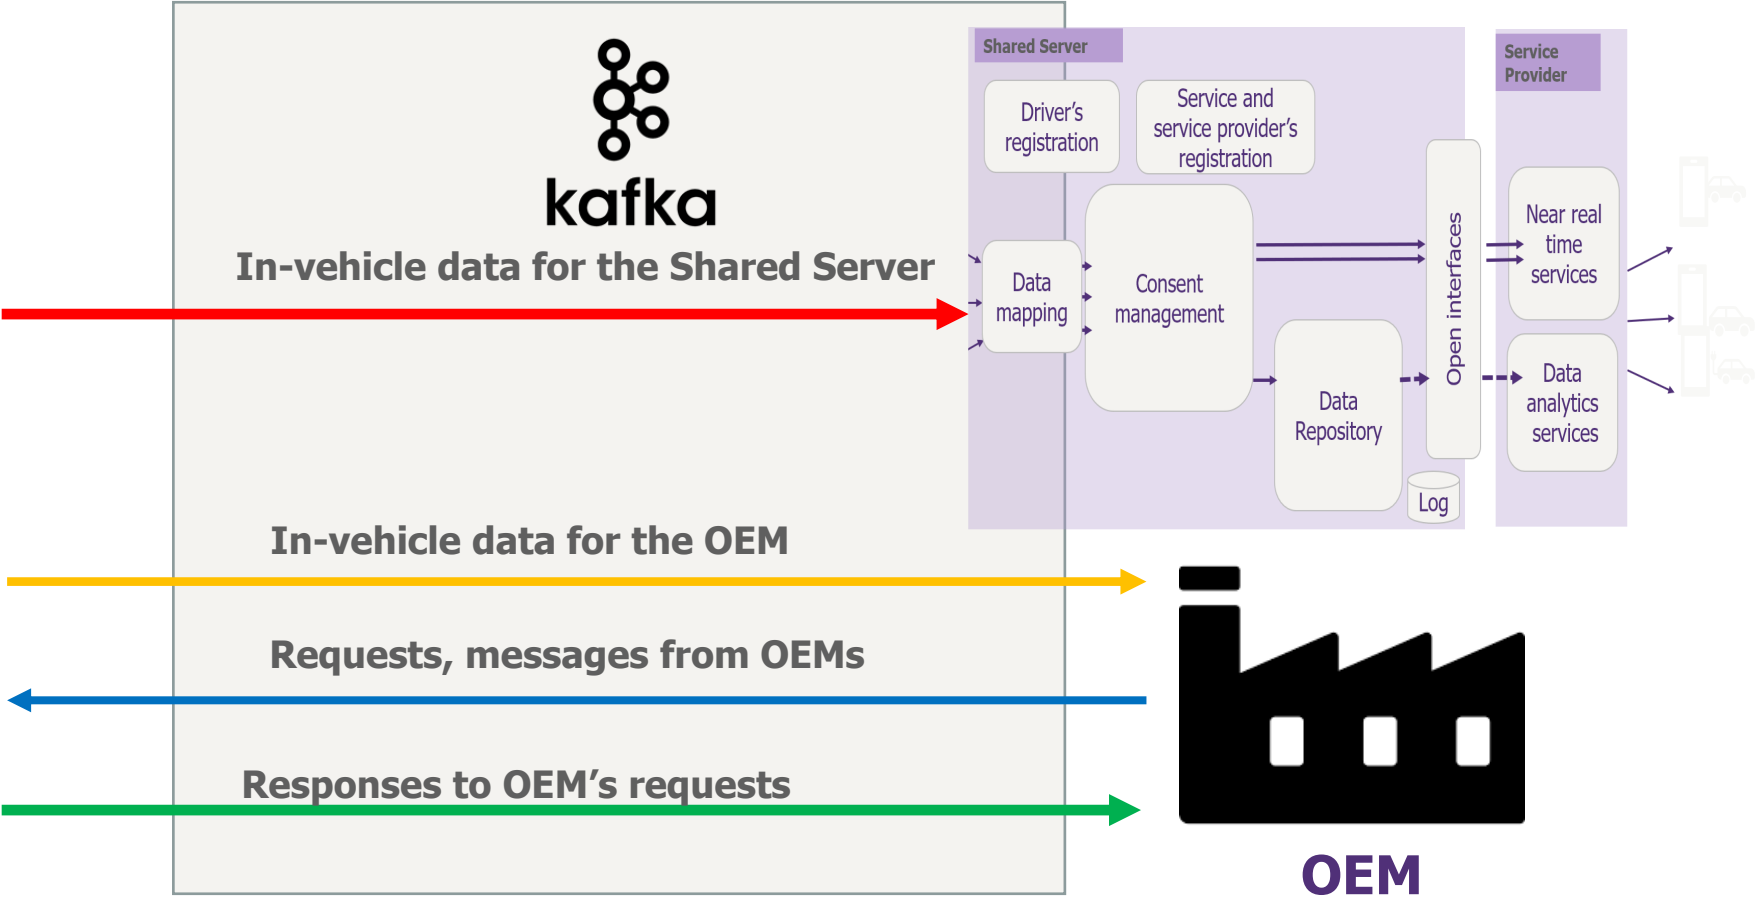 kafka
In-vehicle data for the Shared Server
In-vehicle data for the OEM
Requests, messages from OEMs
Responses to OEM’s requests
Shared Server
Driver’s
registration
Service and
service provider’s
registration
Data
mapping
Consent
management
Data
Repository
Open interfaces
Log
Service
Provider
Near real
time
services
Data
analytics
services
OEM